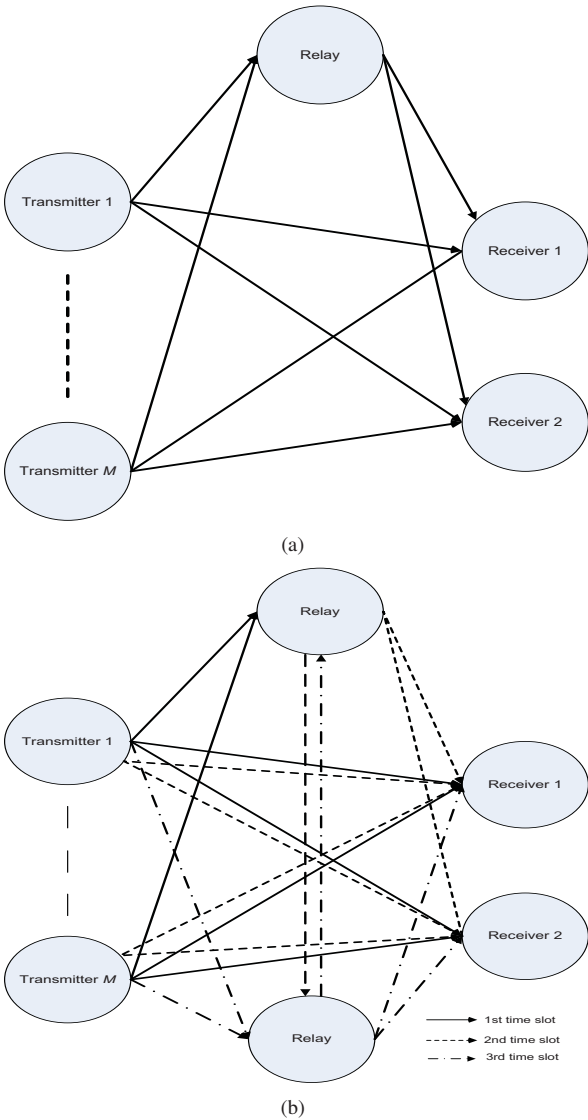 Relay
Transmitter 1
Receiver 1
Receiver 2
Transmitter M
(a)
Relay
Transmitter 1
Receiver 1
Receiver 2
Transmitter M
Relay
1st time slot
2nd time slot
3rd time slot
(b)